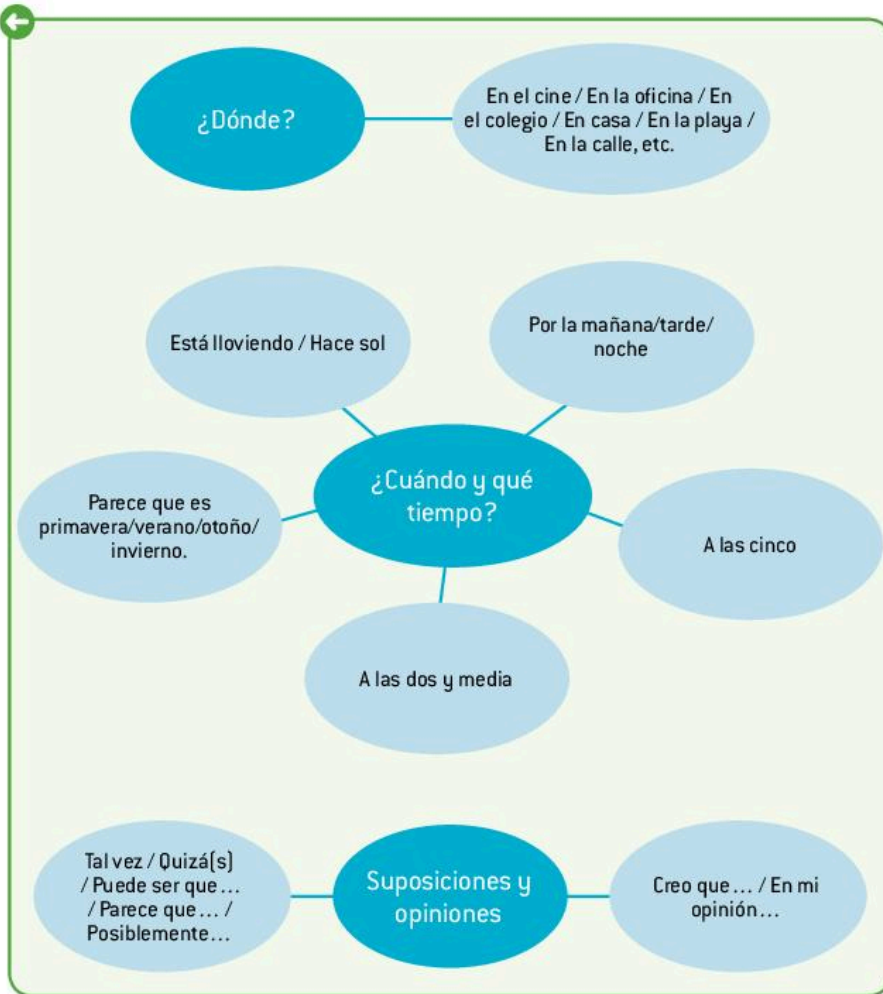 ¿Dónde?
En el cine / En la oficina / En
el colegio / En casa / En la playa /
En la calle, etc.
Está lloviendo / Hace sol
Por la mañana/tarde/
noche
¿Cuándo y qué
tiempo?
Parece que es
primavera/verano/otoño/
invierno.
A las cinco
A las dos y media
Tal vez / Quizá(s)
/ Puede ser que...
/ Parece que... /
Posiblemente...
Suposiciones y
opiniones
Creo que... / En mi
opinión...